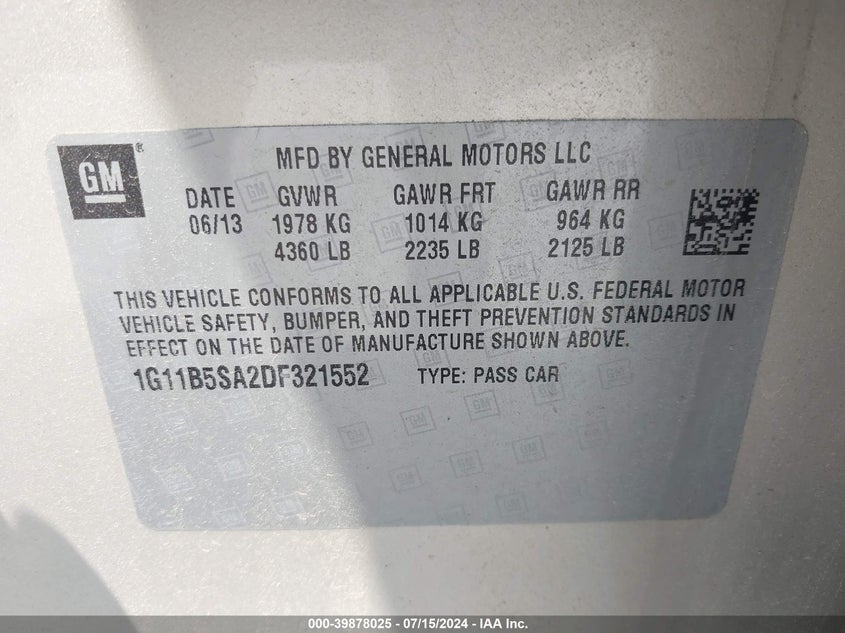 GM®
MFD BY GENERAL MOTORS LLC
DATE GVWR GAWR FRT GAWR RR
06/13 1978 KG 1014 KG 964 KG
4360 LB 2235 LB 2125 LB
THIS VEHICLE CONFORMS TO ALL APPLICABLE U.S. FEDERAL MOTOR
VEHICLE SAFETY, BUMPER, AND THEFT PREVENTION STANDARDS IN
EFFECT ON THE DATE OF MANUFACTURE SHOWN ABOVE.
1G11B5SA2DF321552 TYPE: PASS CAR
000-39878025 - 07/15/2024 - IAA Inc.